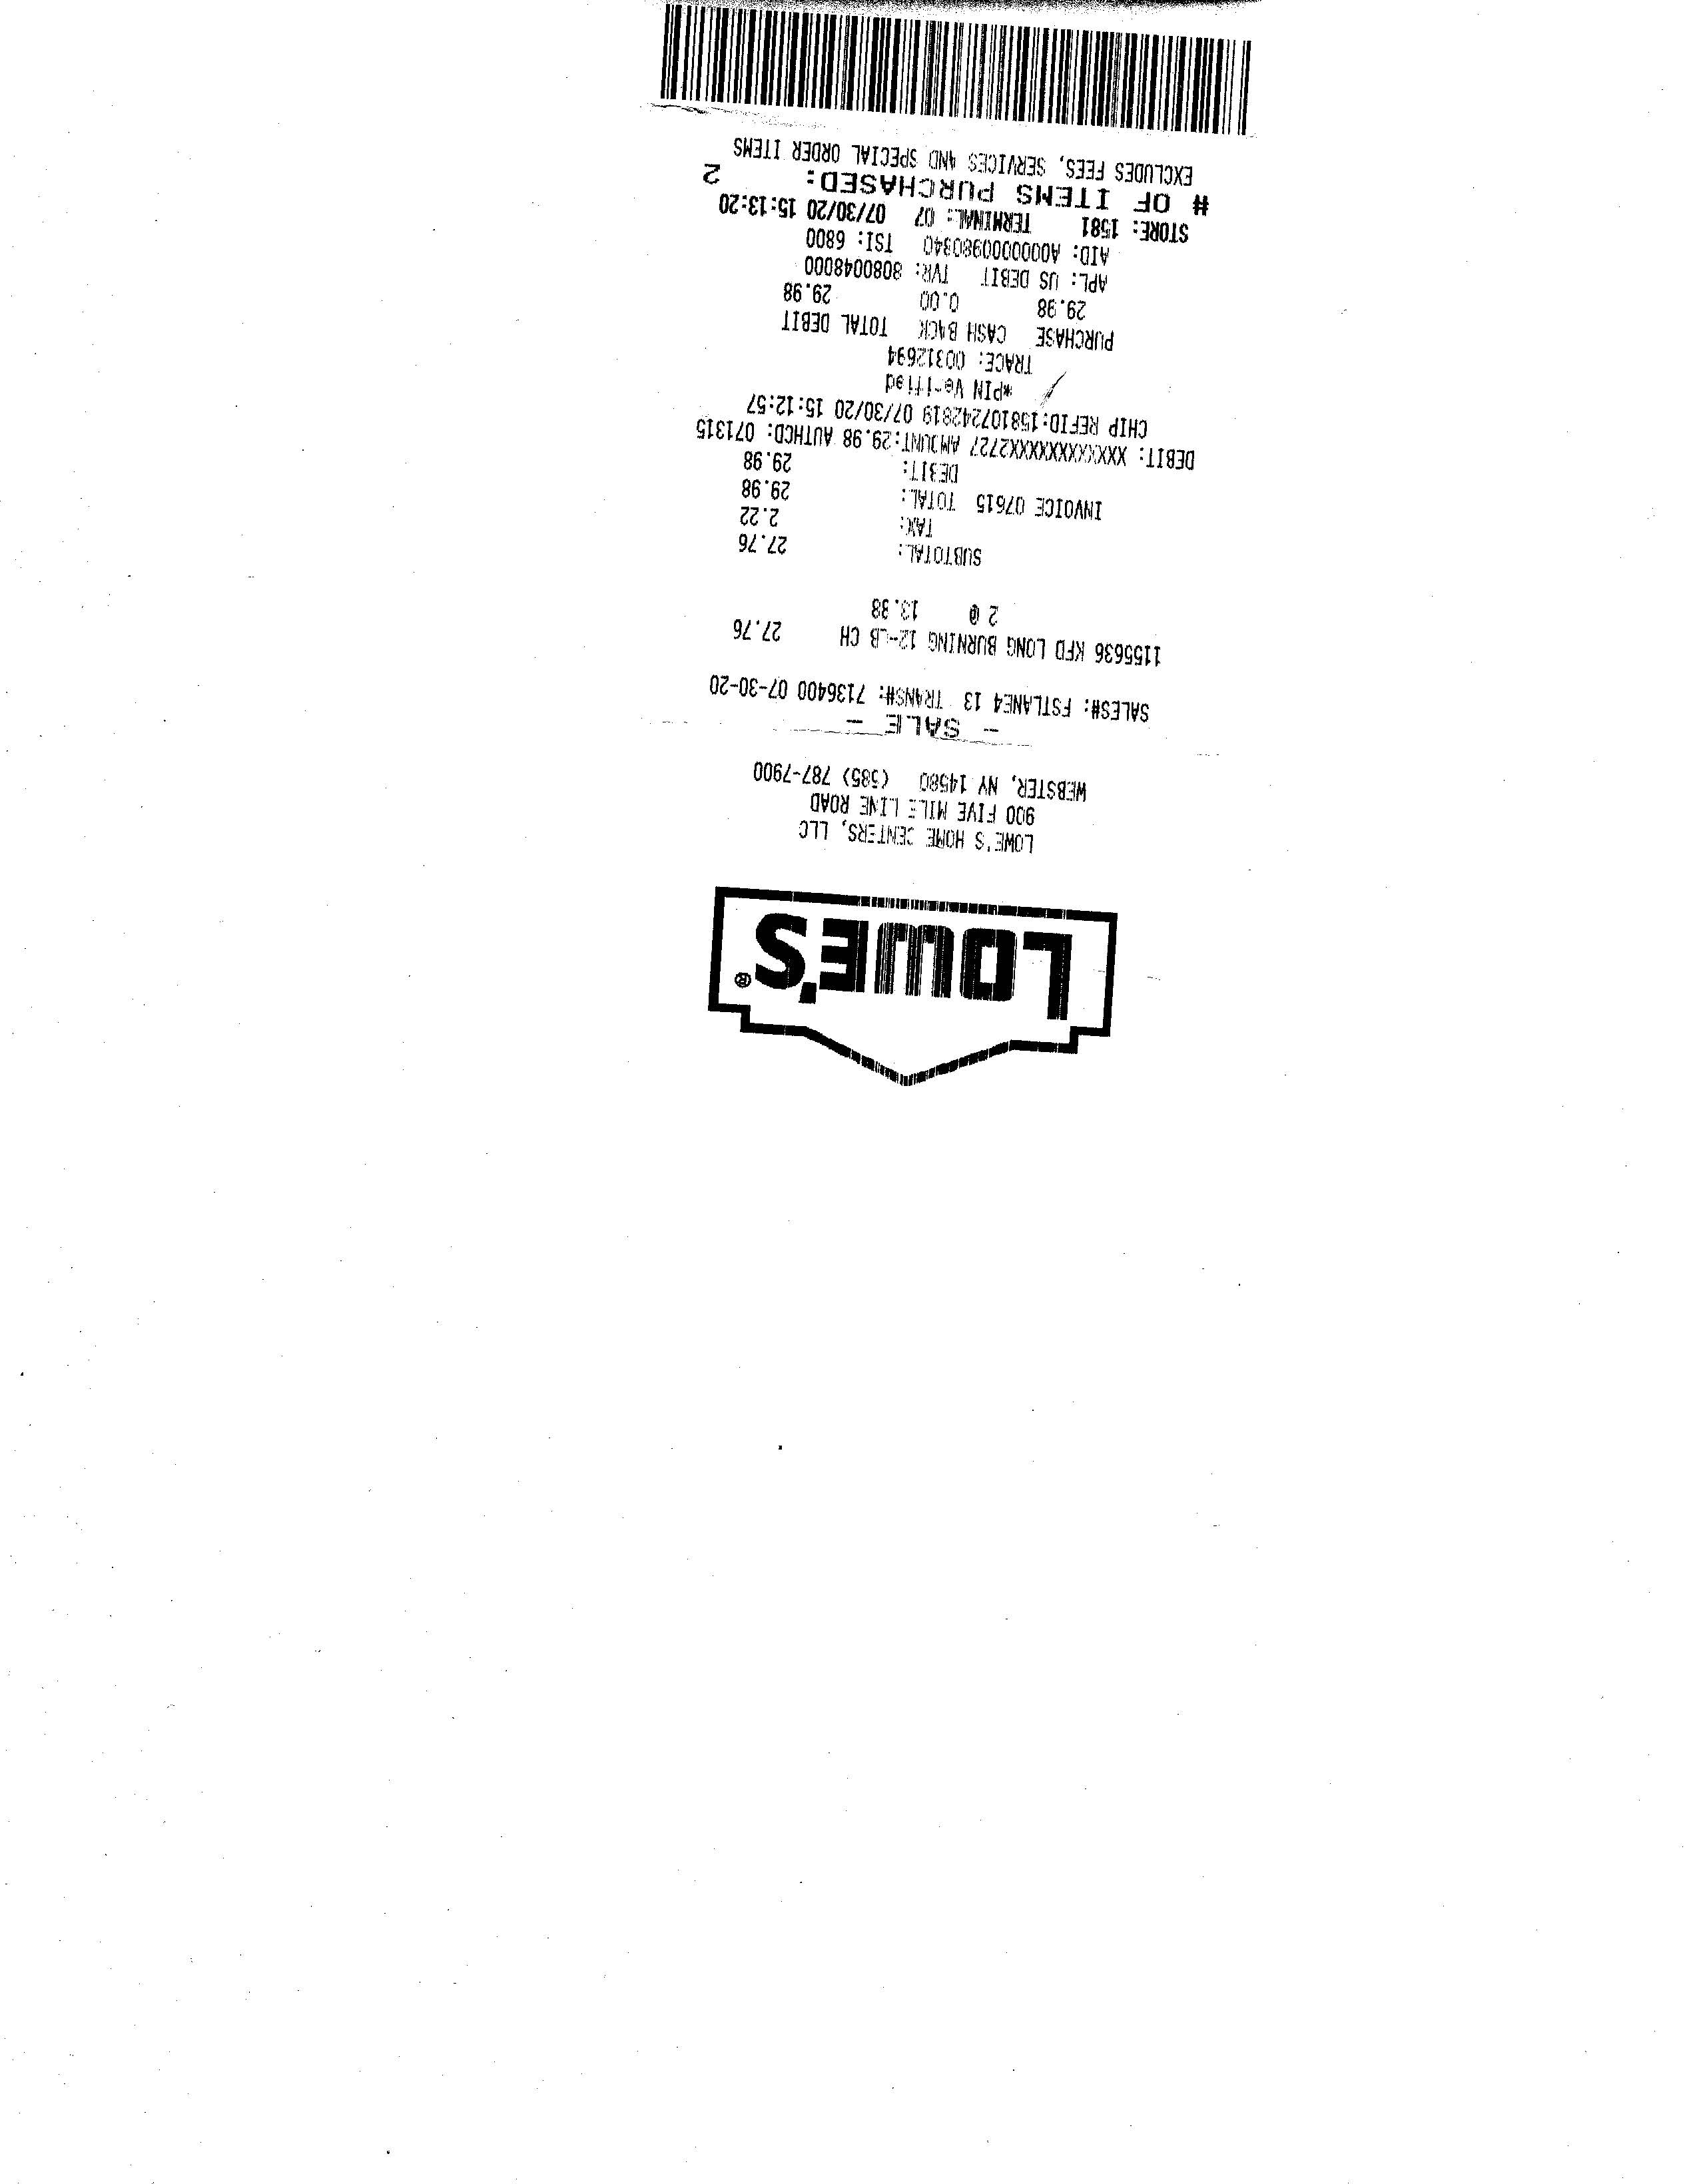 LOWE'S®
LOWE'S HOME CENTERS, LLC
900 FIVE MILE LINE ROAD
WEBSTER, NY 14580 (585) 787-7900
- SALE -
SALES#: FSTLANE4 13 TRANS#: 7136400 07-30-20
1155636 KFD LONG BURNING 12-LB CH 27.76
2 @ 13.88
SUBTOTAL: 27.76
TAX: 2.22
INVOICE 07615 TOTAL: 29.98
DEBIT: 29.98
DEBIT: XXXXXXXXXXXX2727 AMOUNT:29.98 AUTHCD: 071315
CHIP REFID:158107242819 07/30/20 15:12:57
*PIN Verified
TRACE: 00312694
PURCHASE CASH BACK TOTAL DEBIT
29.98 0.00 29.98
APL: US DEBIT TVR: 8080048000
AID: A0000000980840 TSI: 6800
STORE: 1581 TERMINAL: 07 07/30/20 15:13:20
# OF ITEMS PURCHASED: 2
EXCLUDES FEES, SERVICES AND SPECIAL ORDER ITEMS